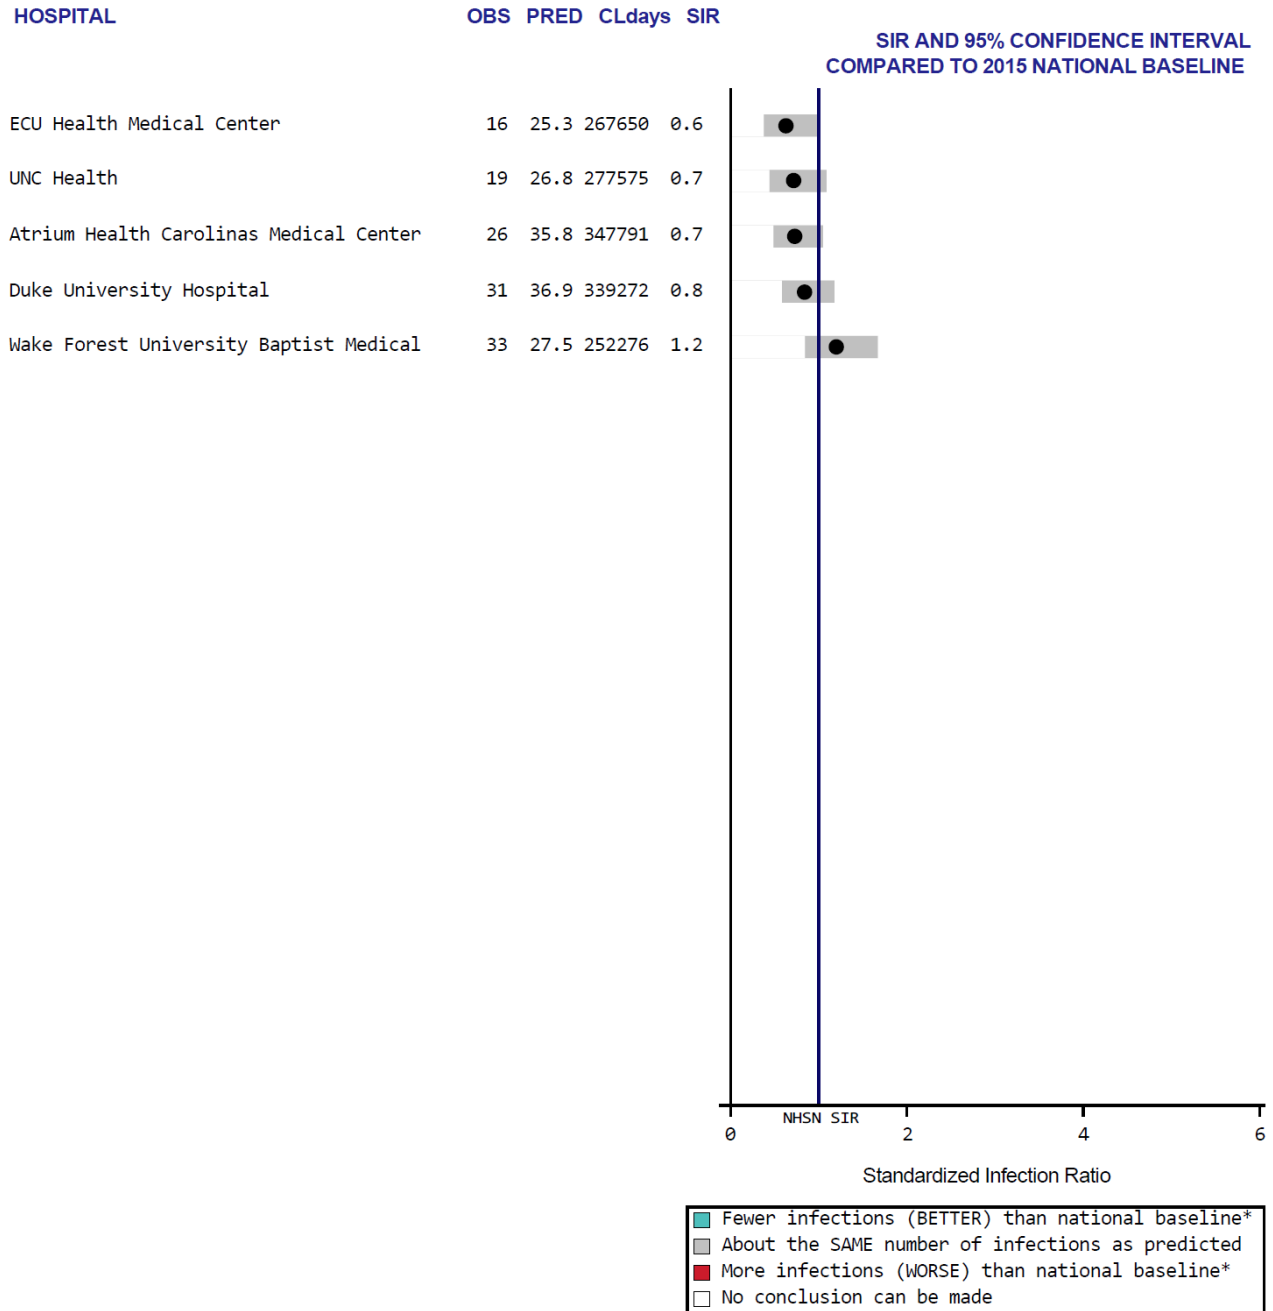 HOSPITAL OBS PRED CLdays SIR
SIR AND 95% CONFIDENCE INTERVAL
COMPARED TO 2015 NATIONAL BASELINE
ECU Health Medical Center 16 25.3 267650 0.6
UNC Health 19 26.8 277575 0.7
Atrium Health Carolinas Medical Center 26 35.8 347791 0.7
Duke University Hospital 31 36.9 339272 0.8
Wake Forest University Baptist Medical 33 27.5 252276 1.2
NHSN SIR
0 2 4 6
Standardized Infection Ratio
Fewer infections (BETTER) than national baseline*
About the SAME number of infections as predicted
More infections (WORSE) than national baseline*
No conclusion can be made